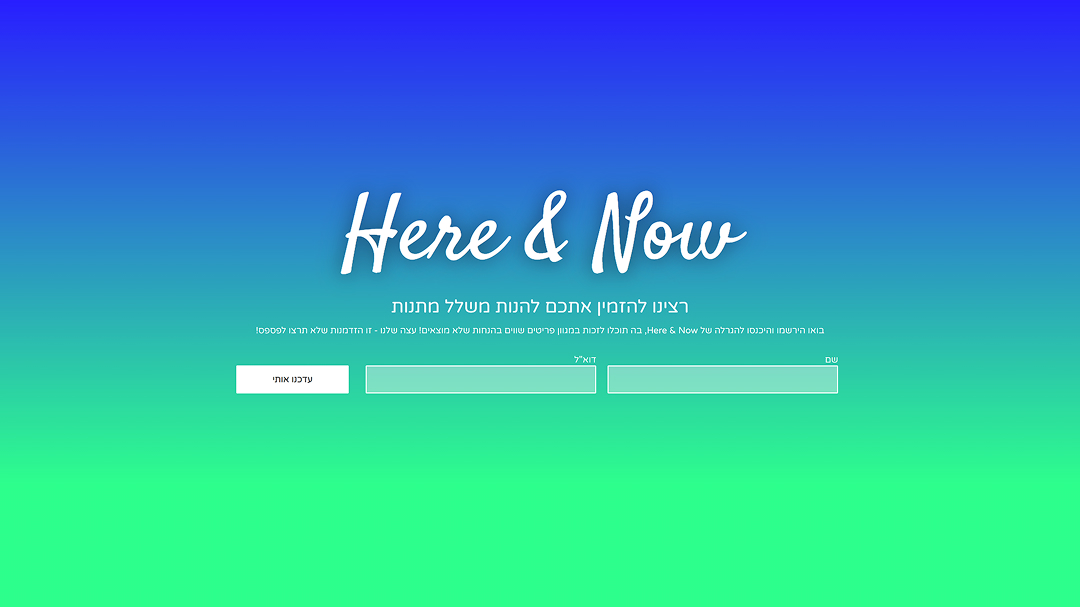 Here & Now
רצינו להזמין אתכם להנות משלל מתנות
בואו הירשמו והיכנסו להגרלה של Here & Now, בה תוכלו לזכות במגוון פריטים שווים בהנחות שלא מוצאים! עצה שלנו - זו הזדמנות שלא תרצו לפספס!
שם
דוא"ל
עדכנו אותי